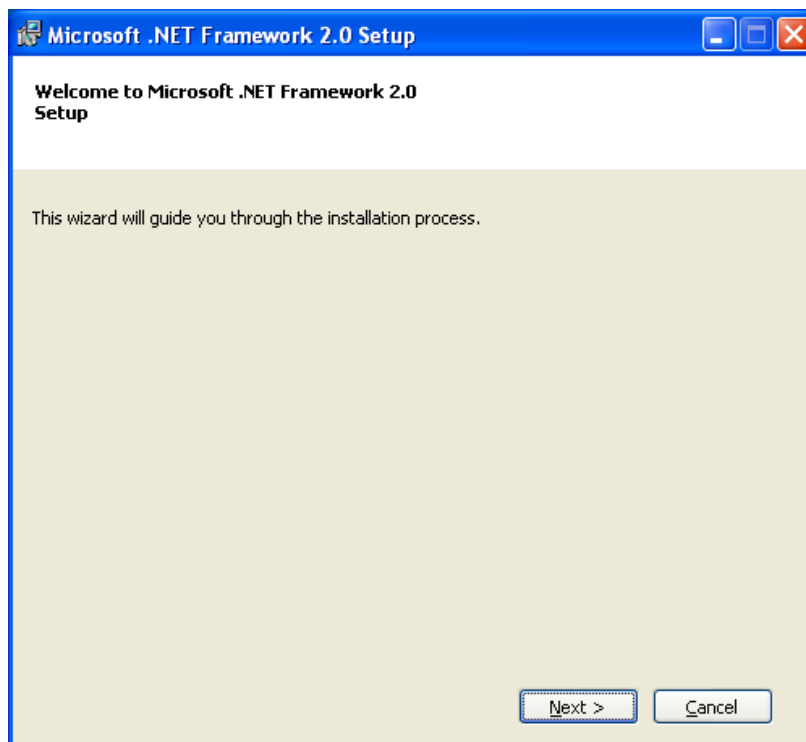 Microsoft .NET Framework 2.0 Setup
Welcome to Microsoft .NET Framework 2.0
Setup
This wizard will guide you through the installation process.
Next >
Cancel